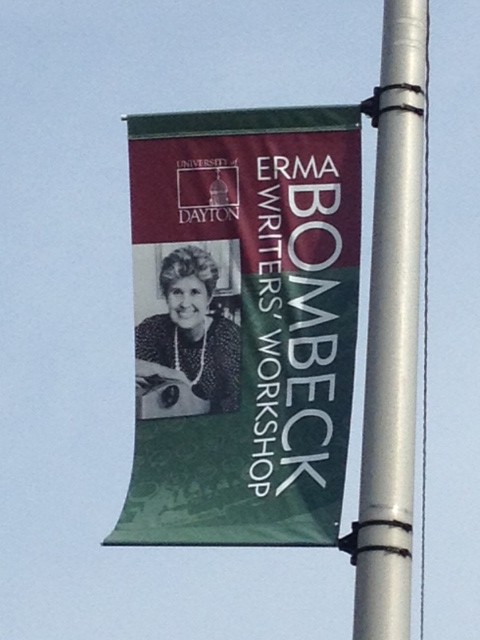 UNIVERSITY of
DAYTON
ERMA
BOMBECK
WRITERS' WORKSHOP